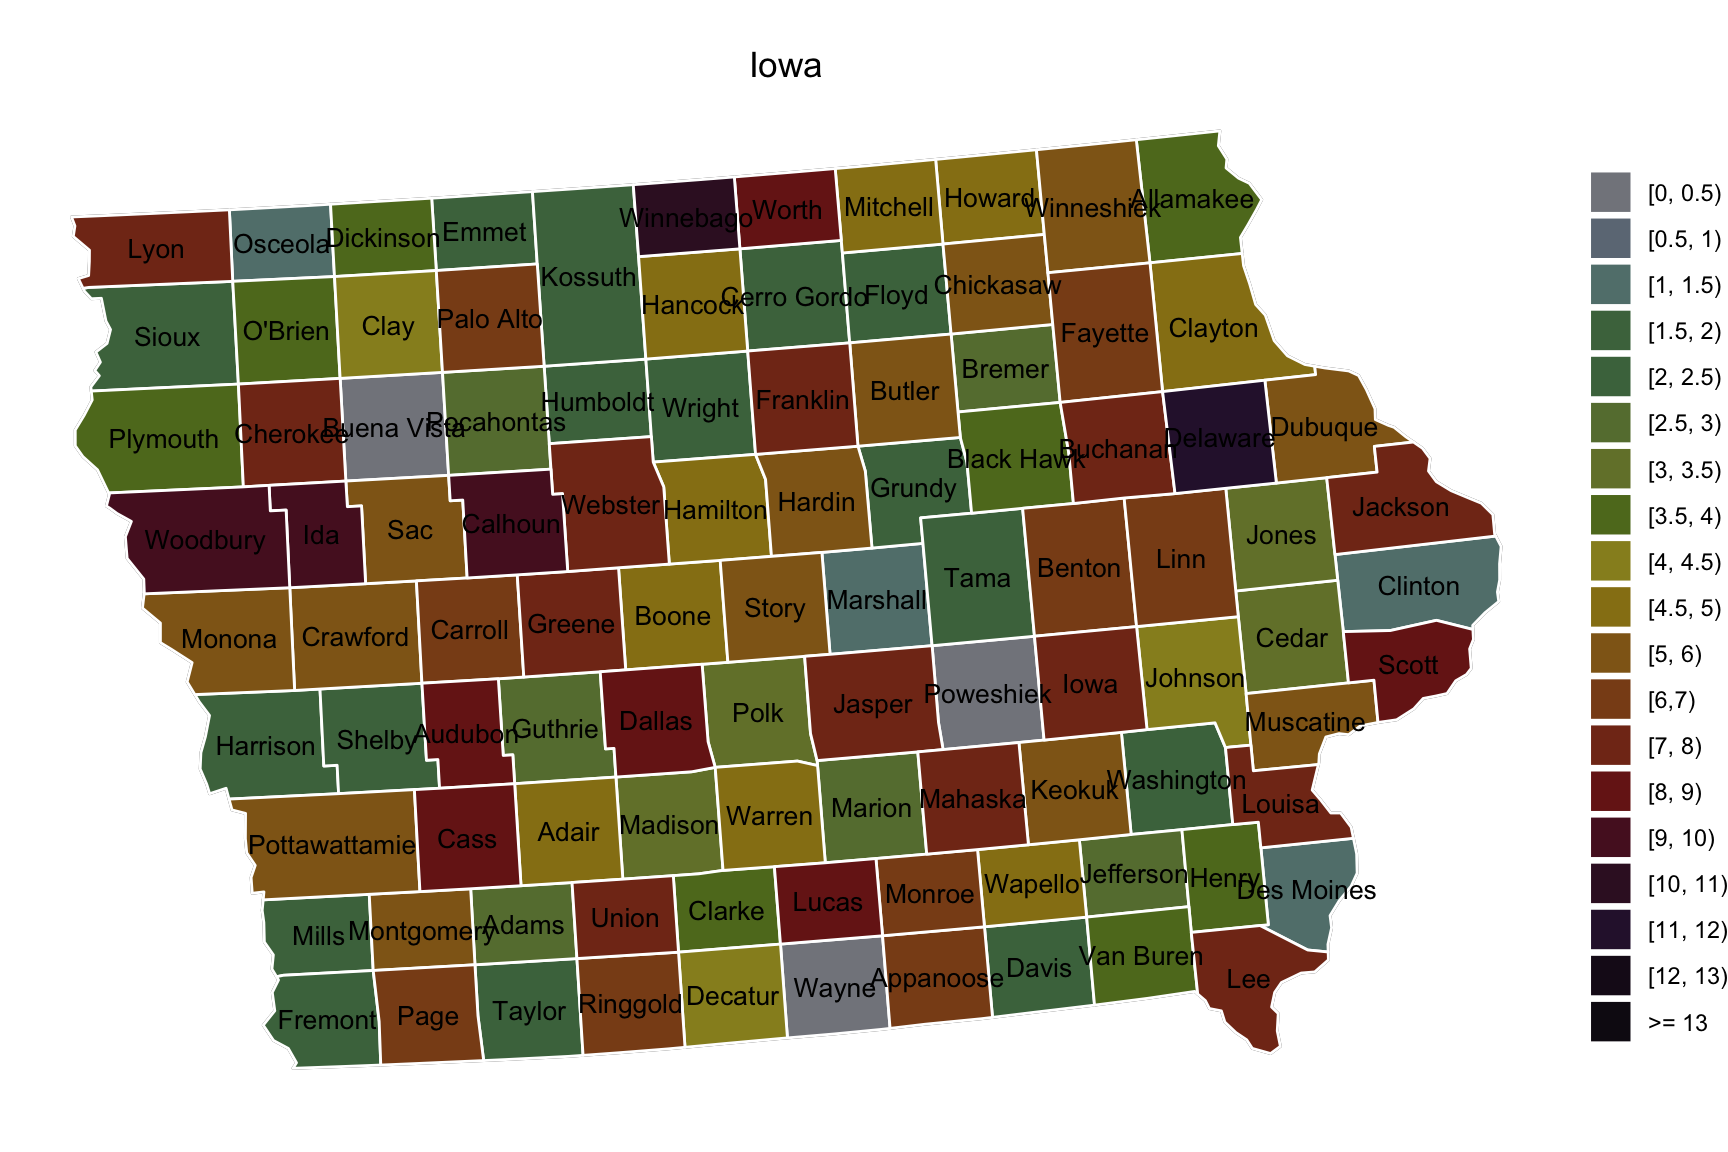 Iowa
Lyon
Osceola
Dickinson
Emmet
Kossuth
Winnebago
Worth
Mitchell
Howard
Winneshiek
Allamakee
Sioux
O'Brien
Clay
Palo Alto
Hancock
Cerro Gordo
Floyd
Chickasaw
Fayette
Clayton
Plymouth
Cherokee
Buena Vista
Pocahontas
Humboldt
Wright
Franklin
Butler
Bremer
Black Hawk
Buchanan
Delaware
Dubuque
Woodbury
Ida
Sac
Calhoun
Webster
Hamilton
Hardin
Grundy
Tama
Benton
Linn
Jones
Jackson
Monona
Crawford
Carroll
Greene
Boone
Story
Marshall
Cedar
Clinton
Scott
Harrison
Shelby
Audubon
Guthrie
Dallas
Polk
Jasper
Poweshiek
Iowa
Johnson
Muscatine
Pottawattamie
Cass
Adair
Madison
Warren
Marion
Mahaska
Keokuk
Washington
Louisa
Mills
Montgomery
Adams
Union
Clarke
Lucas
Monroe
Wapello
Jefferson
Henry
Des Moines
Fremont
Page
Taylor
Ringgold
Decatur
Wayne
Appanoose
Davis
Van Buren
Lee
[0, 0.5)
[0.5, 1)
[1, 1.5)
[1.5, 2)
[2, 2.5)
[2.5, 3)
[3, 3.5)
[3.5, 4)
[4, 4.5)
[4.5, 5)
[5, 6)
[6,7)
[7, 8)
[8, 9)
[9, 10)
[10, 11)
[11, 12)
[12, 13)
>= 13